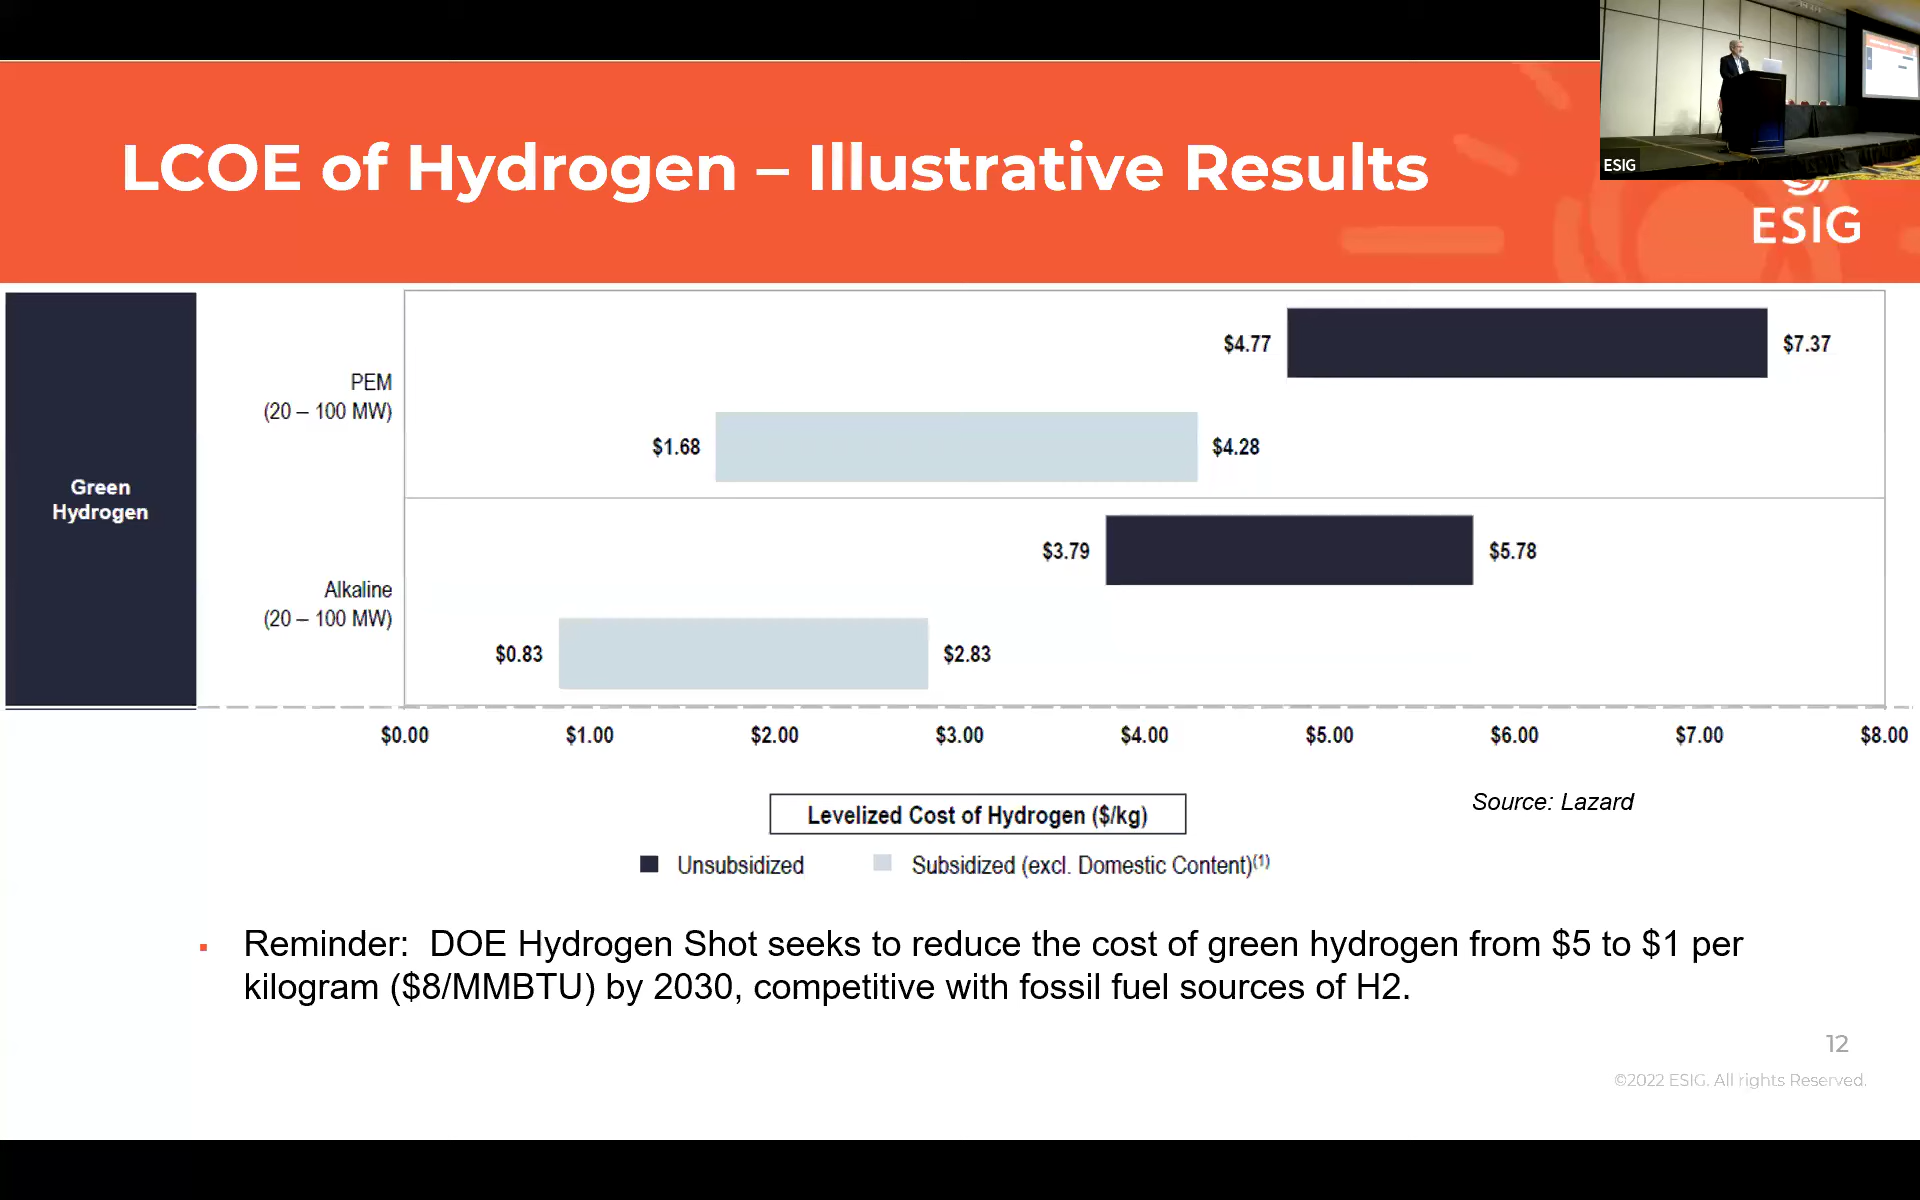 LCOE of Hydrogen – Illustrative Results
ESIG
ESIG
Green
Hydrogen
PEM
(20 – 100 MW)
$4.77
$7.37
$1.68
$4.28
Alkaline
(20 – 100 MW)
$3.79
$5.78
$0.83
$2.83
$0.00 $1.00 $2.00 $3.00 $4.00 $5.00 $6.00 $7.00 $8.00
Levelized Cost of Hydrogen ($/kg)
Source: Lazard
Unsubsidized Subsidized (excl. Domestic Content)(1)
▪ Reminder: DOE Hydrogen Shot seeks to reduce the cost of green hydrogen from $5 to $1 per
kilogram ($8/MMBTU) by 2030, competitive with fossil fuel sources of H2.
12
©2022 ESIG. All rights Reserved.